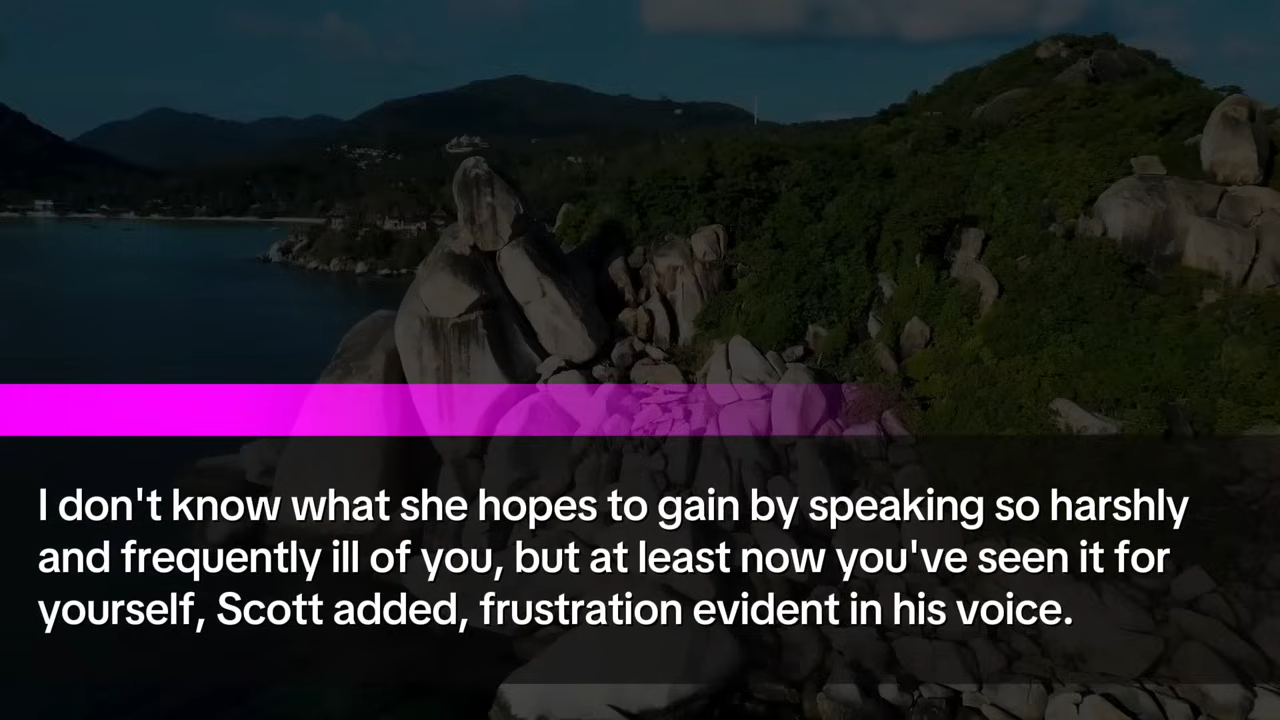 I don't know what she hopes to gain by speaking so harshly
and frequently ill of you, but at least now you've seen it for
yourself, Scott added, frustration evident in his voice.